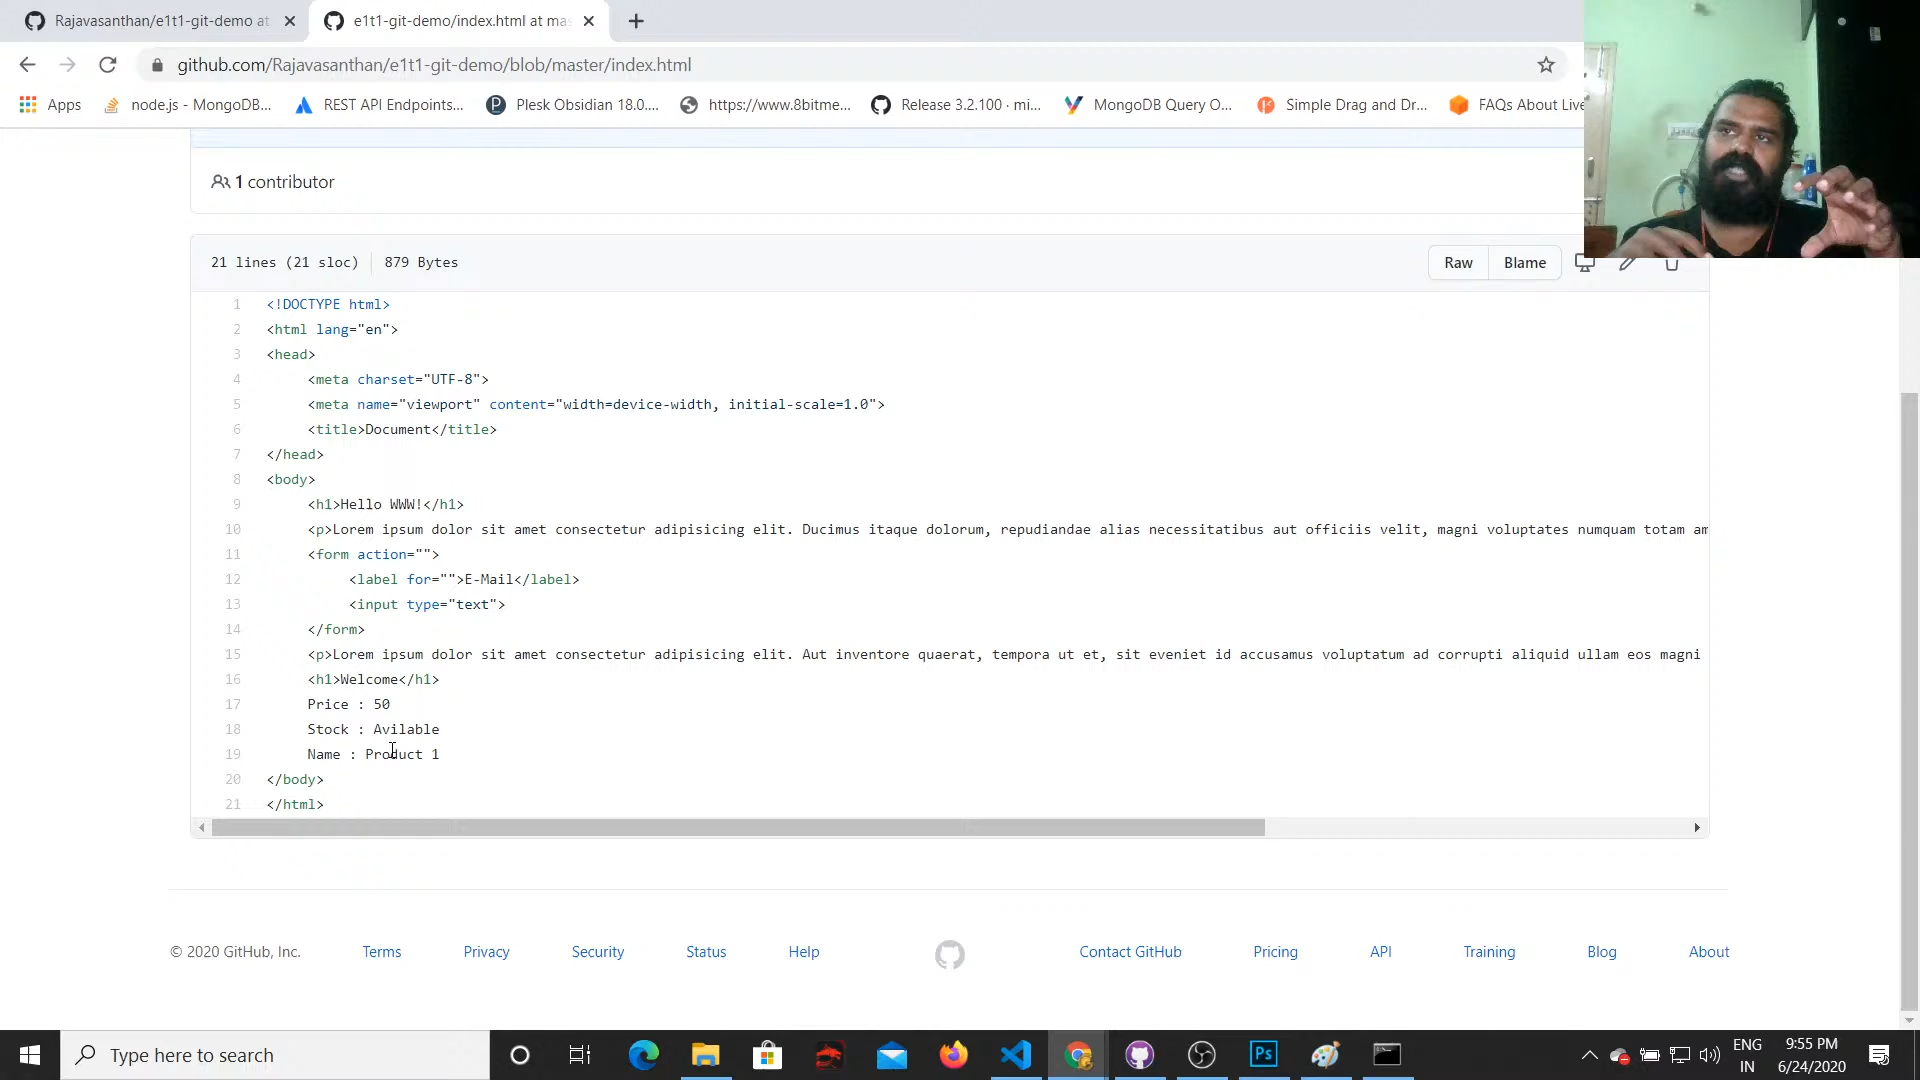 Rajavasanthan/e1t1-git-demo at
e1t1-git-demo/index.html at mas
github.com/Rajavasanthan/e1t1-git-demo/blob/master/index.html
Apps
node.js - MongoDB...
REST API Endpoints...
Plesk Obsidian 18.0....
https://www.8bitme...
Release 3.2.100 · mi...
MongoDB Query O...
Simple Drag and Dr...
FAQs About Live
1 contributor
21 lines (21 sloc)
879 Bytes
Raw
Blame
1 <!DOCTYPE html>
2 <html lang="en">
3 <head>
4 <meta charset="UTF-8">
5 <meta name="viewport" content="width=device-width, initial-scale=1.0">
6 <title>Document</title>
7 </head>
8 <body>
9 <h1>Hello WWW!</h1>
10 <p>Lorem ipsum dolor sit amet consectetur adipisicing elit. Ducimus itaque dolorum, repudiandae alias necessitatibus aut officiis velit, magni voluptates numquam totam am
11 <form action="">
12 <label for="">E-Mail</label>
13 <input type="text">
14 </form>
15 <p>Lorem ipsum dolor sit amet consectetur adipisicing elit. Aut inventore quaerat, tempora ut et, sit eveniet id accusamus voluptatum ad corrupti aliquid ullam eos magni
16 <h1>Welcome</h1>
17 Price : 50
18 Stock : Avilable
19 Name : Product 1
20 </body>
21 </html>
© 2020 GitHub, Inc.
Terms
Privacy
Security
Status
Help
Contact GitHub
Pricing
API
Training
Blog
About
Type here to search
Ps
ENG
IN
9:55 PM
6/24/2020